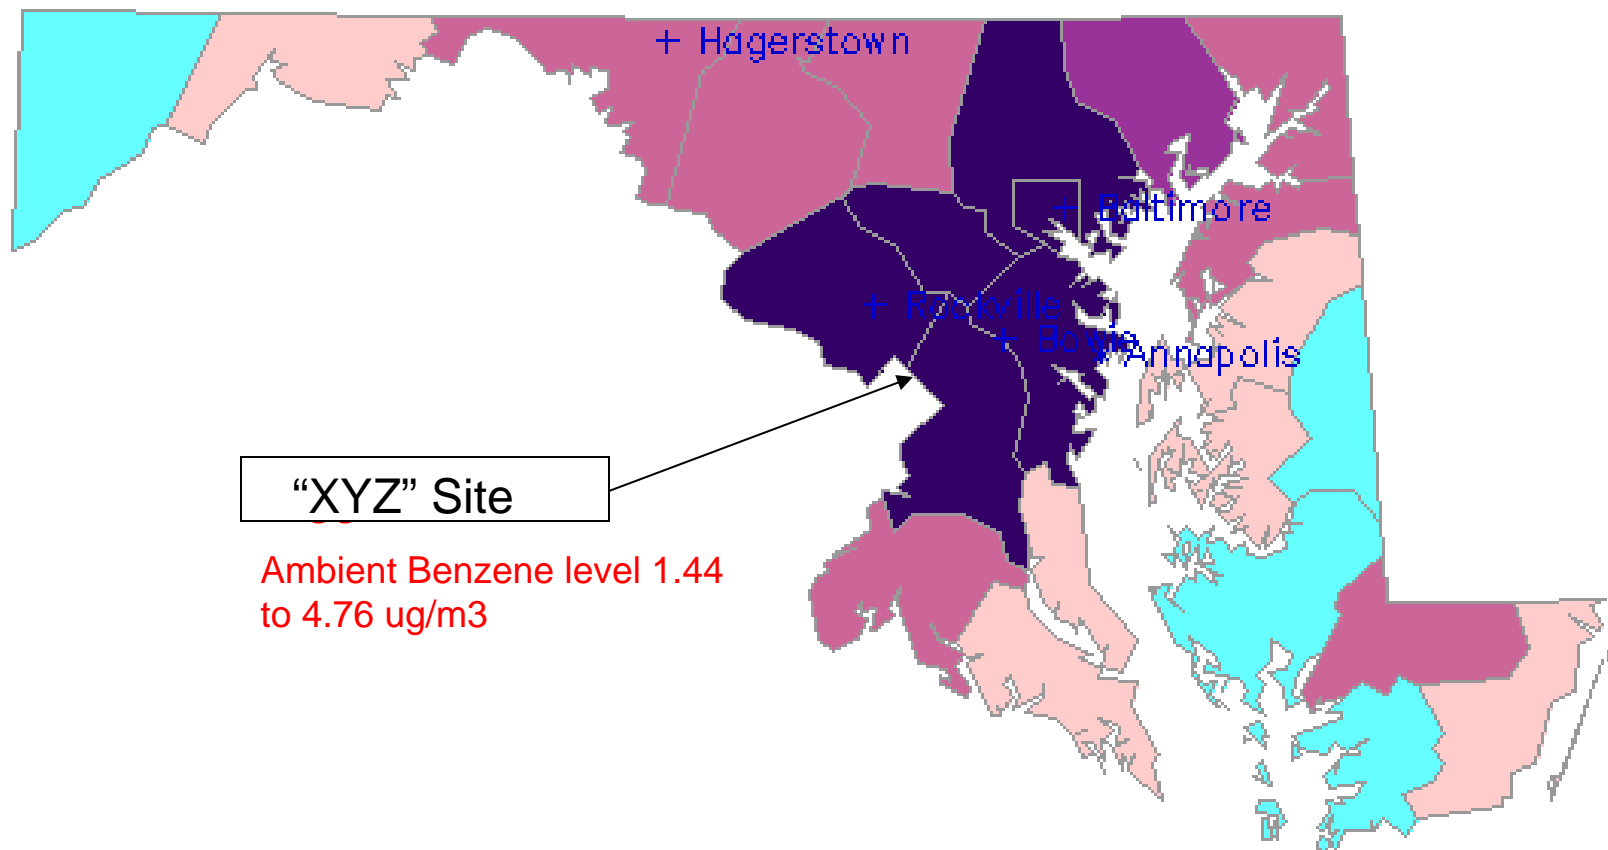 + Hagerstown
+ Baltimore
+ Rockville
+ Bowie
Annapolis
“XYZ” Site
Ambient Benzene level 1.44
to 4.76 ug/m3